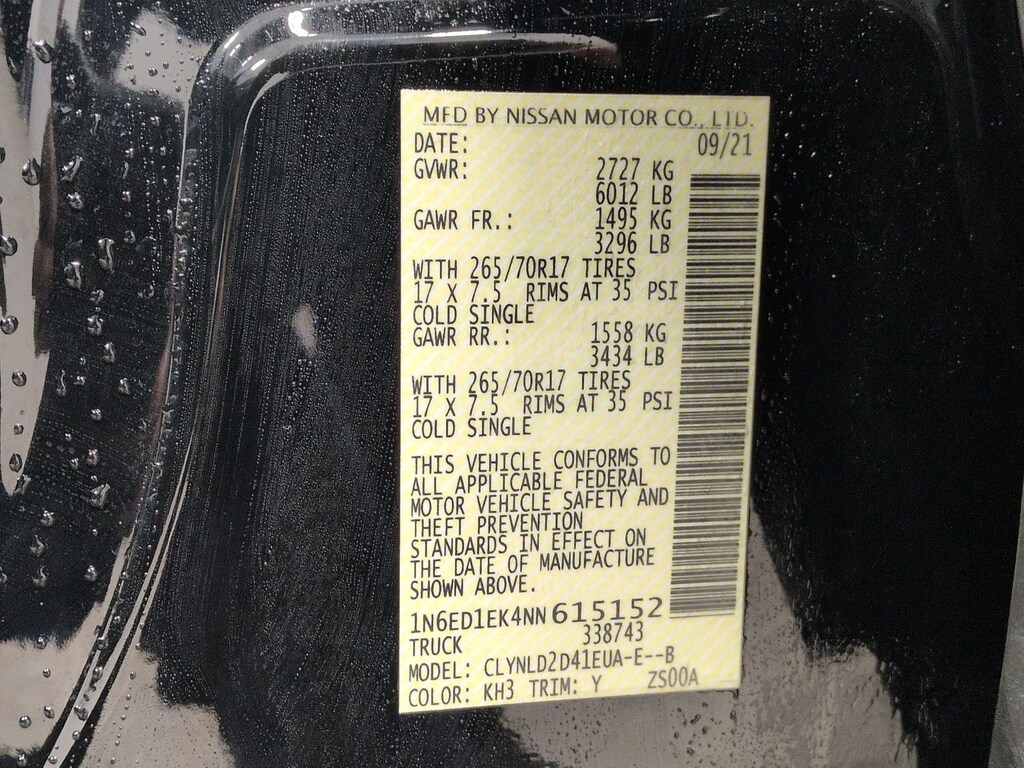 MFD BY NISSAN MOTOR CO., LTD.
DATE: 09/21
GVWR: 2727 KG
6012 LB
GAWR FR.: 1495 KG
3296 LB
WITH 265/70R17 TIRES
17 X 7.5 RIMS AT 35 PSI
COLD SINGLE
GAWR RR.: 1558 KG
3434 LB
WITH 265/70R17 TIRES
17 X 7.5 RIMS AT 35 PSI
COLD SINGLE
THIS VEHICLE CONFORMS TO
ALL APPLICABLE FEDERAL
MOTOR VEHICLE SAFETY AND
THEFT PREVENTION
STANDARDS IN EFFECT ON
THE DATE OF MANUFACTURE
SHOWN ABOVE.
1N6ED1EK4NN615152
TRUCK 338743
MODEL: CLYNLD2D41EUA-E--B
COLOR: KH3 TRIM: Y ZS00A